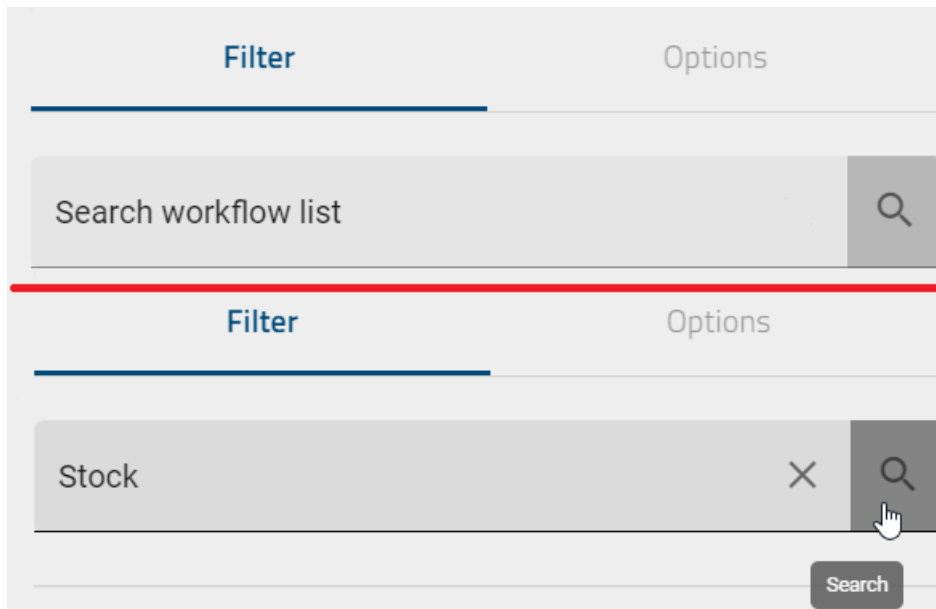 Filter Options
Search workflow list
Filter Options
Stock
Search